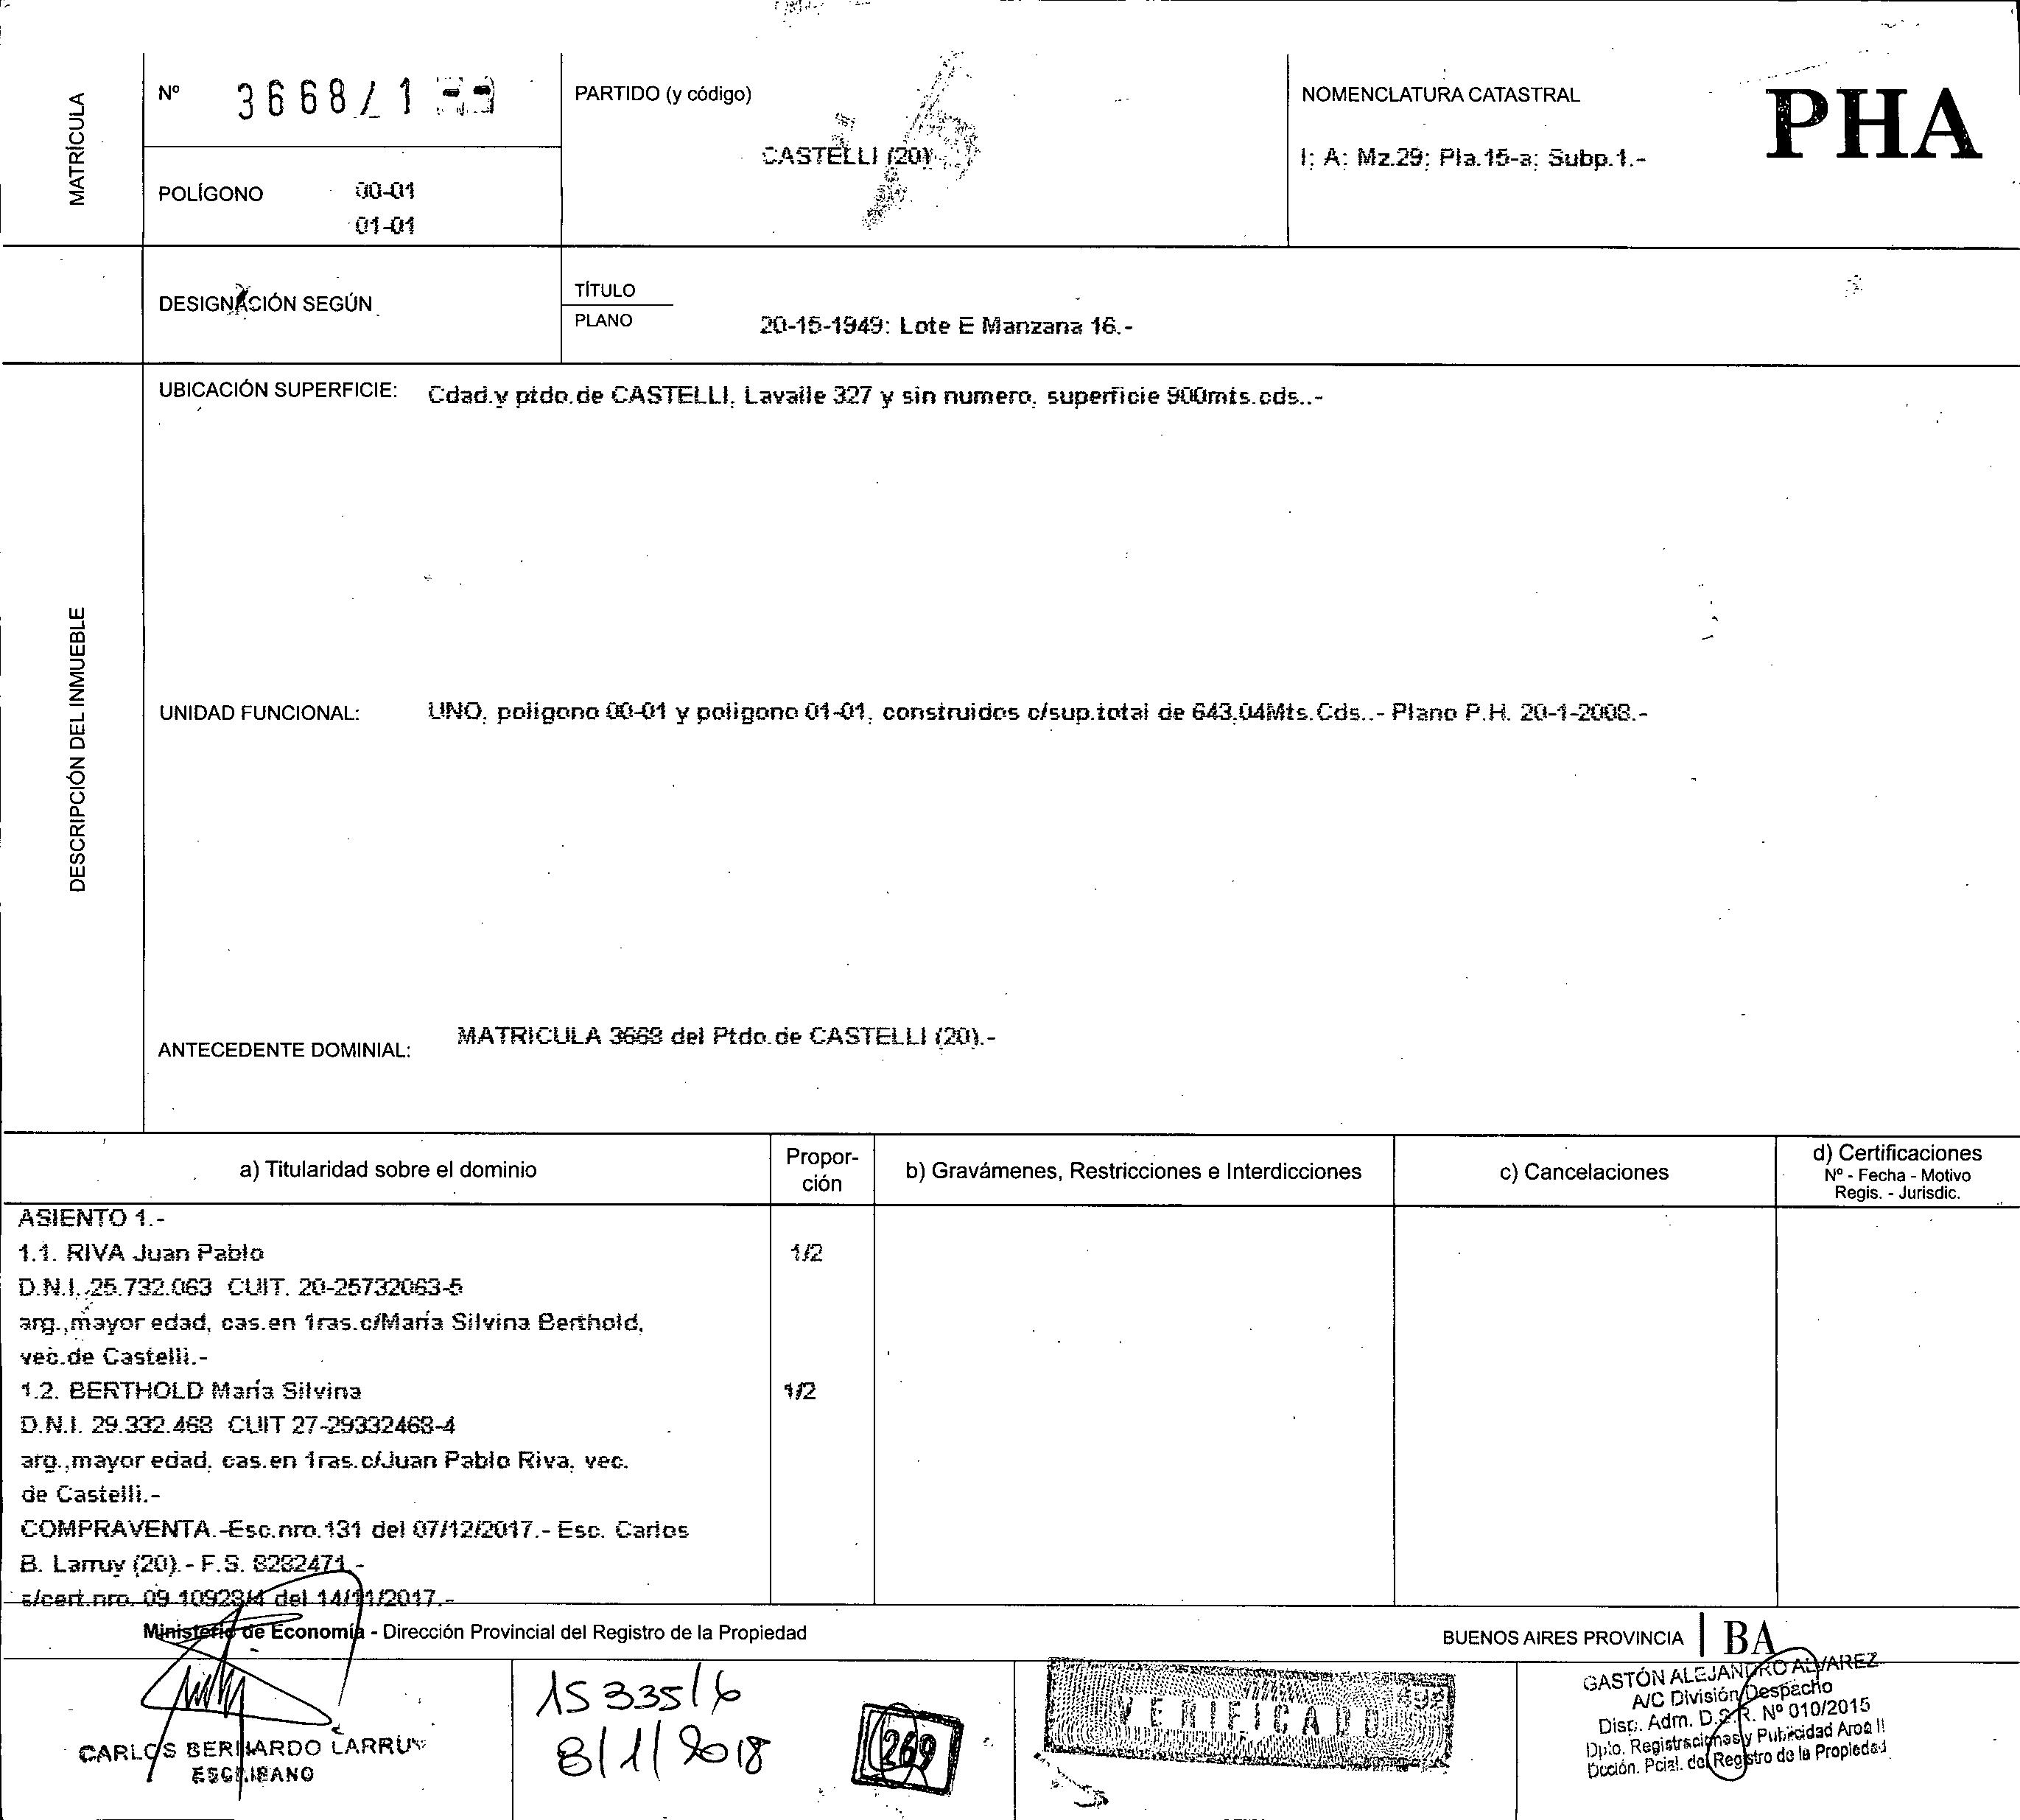 MATRÍCULA
Nº 3668/1
POLÍGONO 00-01
01-01
PARTIDO (y código)
CASTELLI (20)
NOMENCLATURA CATASTRAL
I; A; Mz.29; Pla.15-a; Subp.1.-
PHA
DESIGNACIÓN SEGÚN
TÍTULO
PLANO
20-15-1949: Lote E Manzana 16.-
DESCRIPCIÓN DEL INMUEBLE
UBICACIÓN SUPERFICIE: Cdad.y ptdo.de CASTELLI, Lavalle 327 y sin numero, superficie 900mts.cds..-
UNIDAD FUNCIONAL: UNO, poligono 00-01 y poligono 01-01, construidos c/sup.total de 643,04Mts.Cds..- Plano P.H. 20-1-2008.-
ANTECEDENTE DOMINIAL: MATRICULA 3668 del Ptdo.de CASTELLI (20).-
a) Titularidad sobre el dominio
Propor-
ción
b) Gravámenes, Restricciones e Interdicciones
c) Cancelaciones
d) Certificaciones
Nº - Fecha - Motivo
Regis. - Jurisdic.
ASIENTO 1.-
1.1. RIVA Juan Pablo 1/2
D.N.I. 25.732.063 CUIT. 20-25732063-5
arg.,mayor edad, cas.en 1ras.c/María Silvina Berthold,
vec.de Castelli.-
1.2. BERTHOLD María Silvina 1/2
D.N.I. 29.332.468 CUIT 27-29332468-4
arg.,mayor edad, cas.en 1ras.c/Juan Pablo Riva, vec.
de Castelli.-
COMPRAVENTA.-Esc.nro.131 del 07/12/2017.- Esc. Carlos
B. Larruy (20).- F.S. 8282471.-
s/cert.nro. 09 109281/4 del 14/11/2017.-
Ministerio de Economía - Dirección Provincial del Registro de la Propiedad
BUENOS AIRES PROVINCIA BA
CARLOS BERNARDO LARRUY
ESCRIBANO
15335/6
8/1/2018
269
VERIFICADO
GASTÓN ALEJANDRO ALVAREZ
A/C División Despacho
Disc. Adm. D.S.R. Nº 010/2015
Dpto. Registraciones y Publicidad Area II
Dcción. Pcial. del Registro de la Propiedad